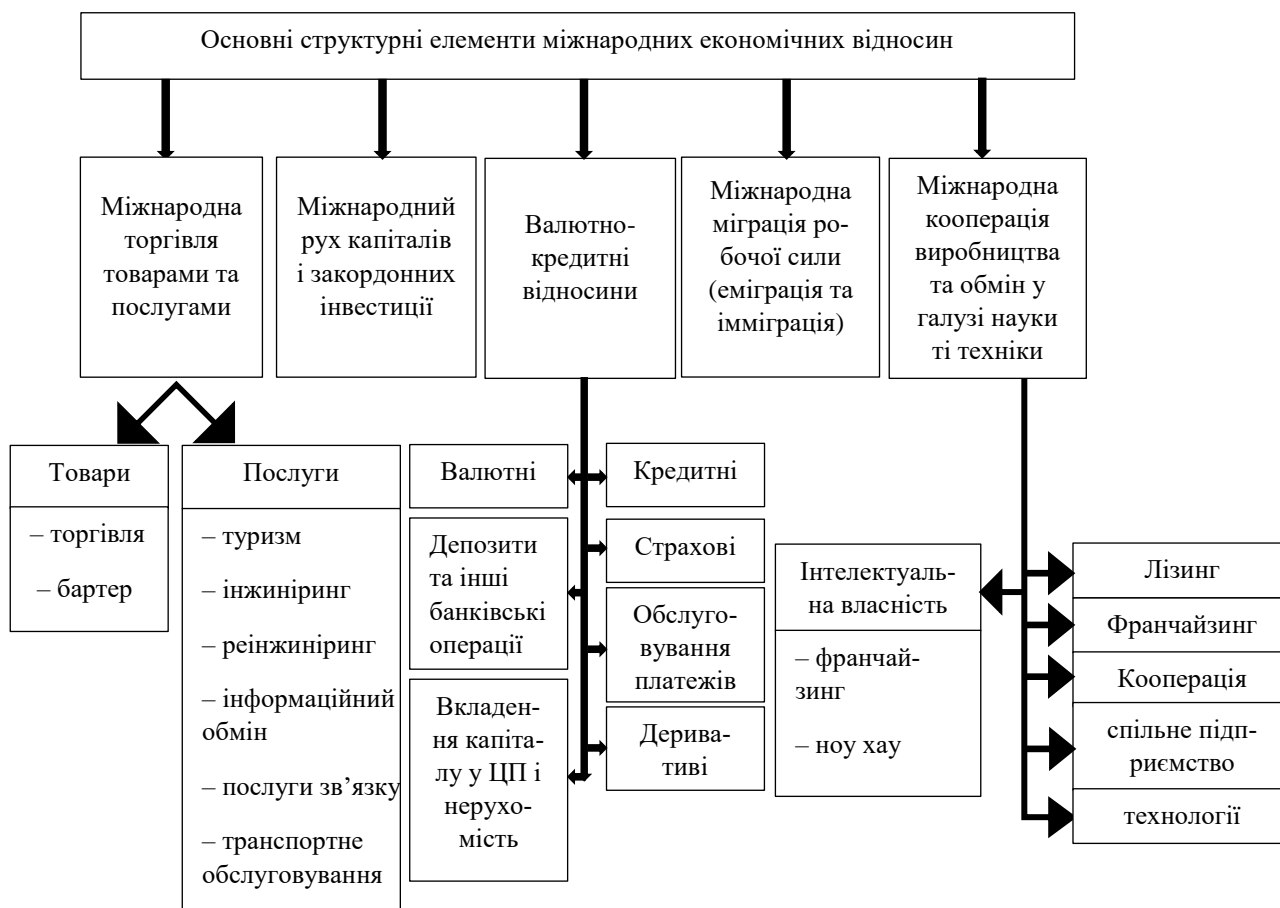 Основні структурні елементи міжнародних економічних відносин
Міжнародна
торгівля
товарами та
послугами
Міжнародний
рух капіталів
і закордонних
інвестиції
Валютно-
кредитні
відносини
Міжнародна
міграція ро-
бочої сили
(еміграція та
імміграція)
Міжнародна
кооперація
виробництва
та обмін у
галузі науки
ті техніки
Товари
– торгівля
– бартер
Послуги
– туризм
– інжиніринг
– реінжиніринг
– інформаційний
обмін
– послуги зв’язку
– транспортне
обслуговування
Валютні
Депозити
та інші
банківські
операції
Вкладен-
ня капіта-
лу у ЦП і
нерухо-
мість
Кредитні
Страхові
Обслуго-
вування
платежів
Дерива-
тиві
Інтелектуаль-
на власність
– франчай-
зинг
– ноу хау
Лізинг
Франчайзинг
Кооперація
спільне підп-
риємство
технології